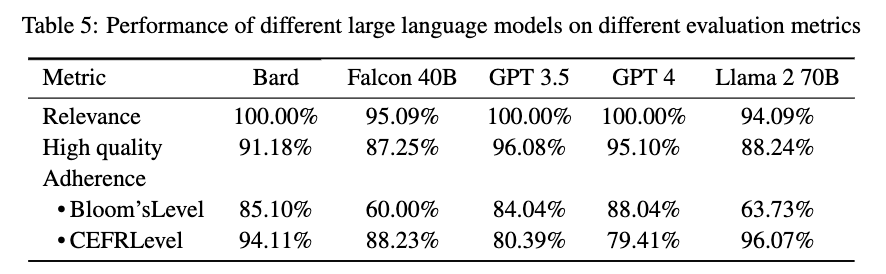 Table 5: Performance of different large language models on different evaluation metrics
Metric Bard Falcon 40B GPT 3.5 GPT 4 Llama 2 70B
Relevance 100.00% 95.09% 100.00% 100.00% 94.09%
High quality 91.18% 87.25% 96.08% 95.10% 88.24%
Adherence
• Bloom'sLevel 85.10% 60.00% 84.04% 88.04% 63.73%
• CEFRLevel 94.11% 88.23% 80.39% 79.41% 96.07%